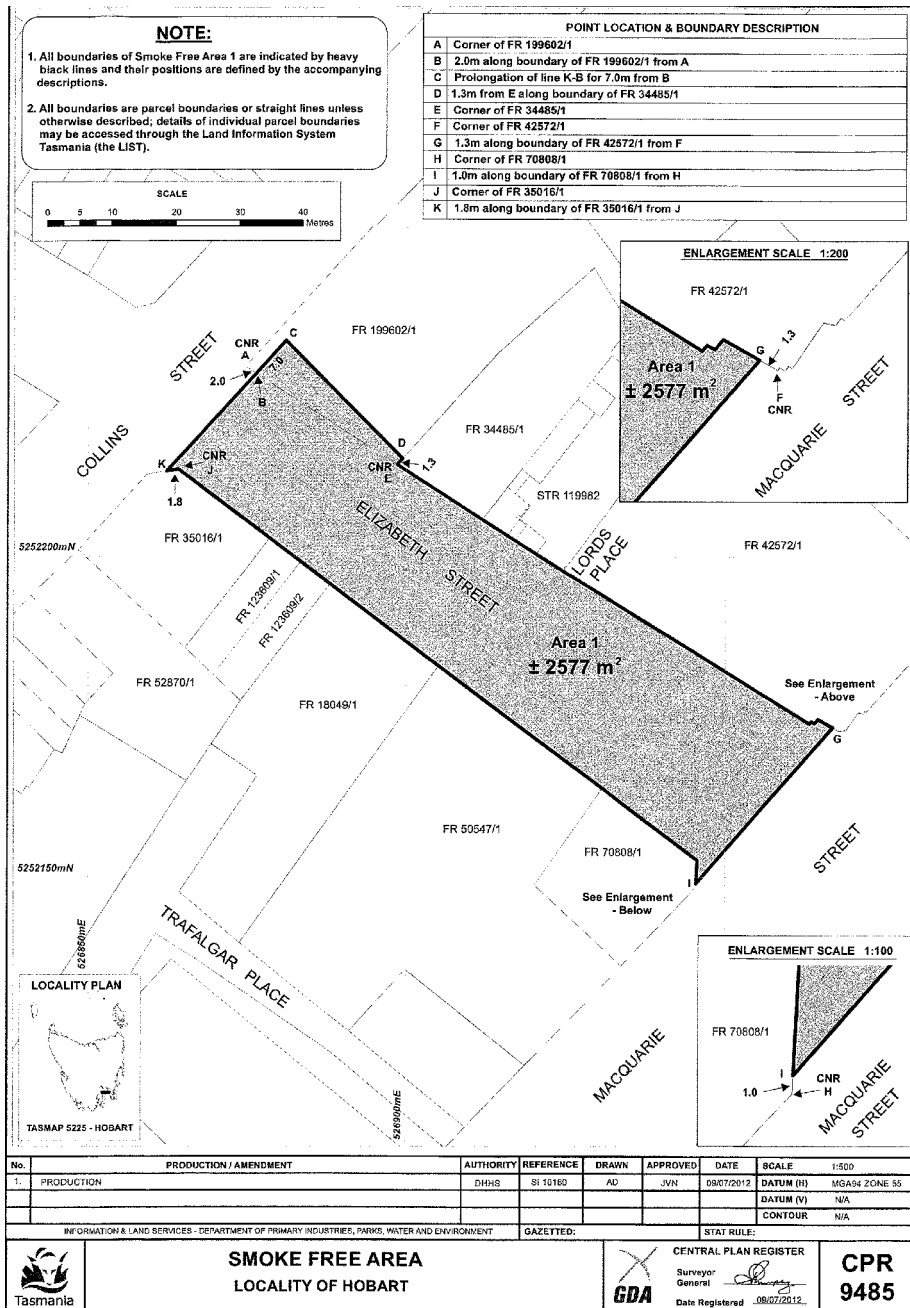 NOTE:
1. All boundaries of Smoke Free Area 1 are indicated by heavy
black lines and their positions are defined by the accompanying
descriptions.
2. All boundaries are parcel boundaries or straight lines unless
otherwise described; details of individual parcel boundaries
may be accessed through the Land Information System
Tasmania (the LIST).
POINT LOCATION & BOUNDARY DESCRIPTION
A Corner of FR 199602/1
B 2.0m along boundary of FR 199602/1 from A
C Prolongation of line K-B for 7.0m from B
D 1.3m from E along boundary of FR 34485/1
E Corner of FR 34485/1
F Corner of FR 42572/1
G 1.3m along boundary of FR 42572/1 from F
H Corner of FR 70808/1
I 1.0m along boundary of FR 70808/1 from H
J Corner of FR 35016/1
K 1.8m along boundary of FR 35016/1 from J
SCALE
0 5 10 20 30 40
Metres
ENLARGEMENT SCALE 1:200
FR 42572/1
G
1.3
Area 1
± 2577 m²
F
CNR
MACQUARIE STREET
C
FR 199602/1
CNR
A
7.0
2.0
B
COLLINS STREET
D
FR 34485/1
K
CNR
J
CNR
E
1.3
1.8
STR 119982
ELIZABETH STREET
FR 35016/1
LORDS
PLACE
FR 42572/1
5252200mN
FR 123609/1
FR 123609/2
Area 1
± 2577 m²
FR 52870/1
See Enlargement
- Above
FR 18049/1
G
FR 50547/1
FR 70808/1
STREET
5252150mN
I
See Enlargement
- Below
TRAFALGAR PLACE
526850mE
ENLARGEMENT SCALE 1:100
LOCALITY PLAN
FR 70808/1
MACQUARIE
I
CNR
H
1.0
MACQUARIE
STREET
526900mE
TASMAP 5225 - HOBART
No. PRODUCTION / AMENDMENT AUTHORITY REFERENCE DRAWN APPROVED DATE SCALE 1:500
1. PRODUCTION DHHS SI 10160 AD JVN 09/07/2012 DATUM (H) MGA94 ZONE 55
DATUM (V) N/A
CONTOUR N/A
INFORMATION & LAND SERVICES - DEPARTMENT OF PRIMARY INDUSTRIES, PARKS, WATER AND ENVIRONMENT GAZETTED: STAT RULE:
Tasmania
SMOKE FREE AREA
LOCALITY OF HOBART
GDA
CENTRAL PLAN REGISTER
Surveyor
General
Date Registered 09/07/2012
CPR
9485